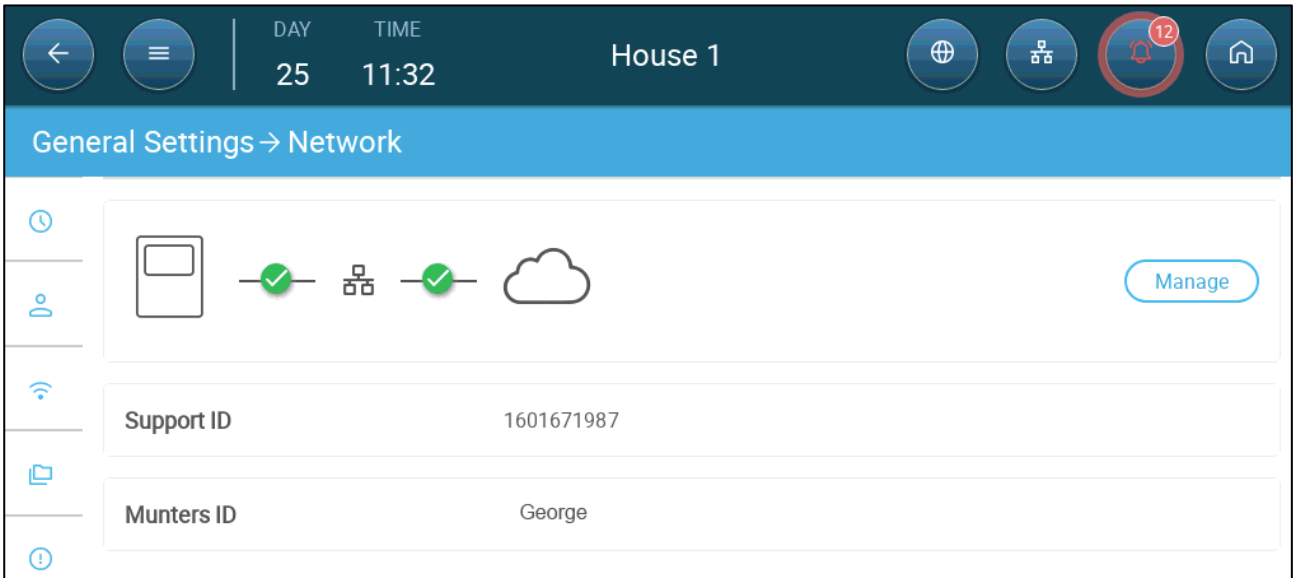 DAY TIME
25 11:32
House 1
12
General Settings → Network
Manage
Support ID 1601671987
Munters ID George